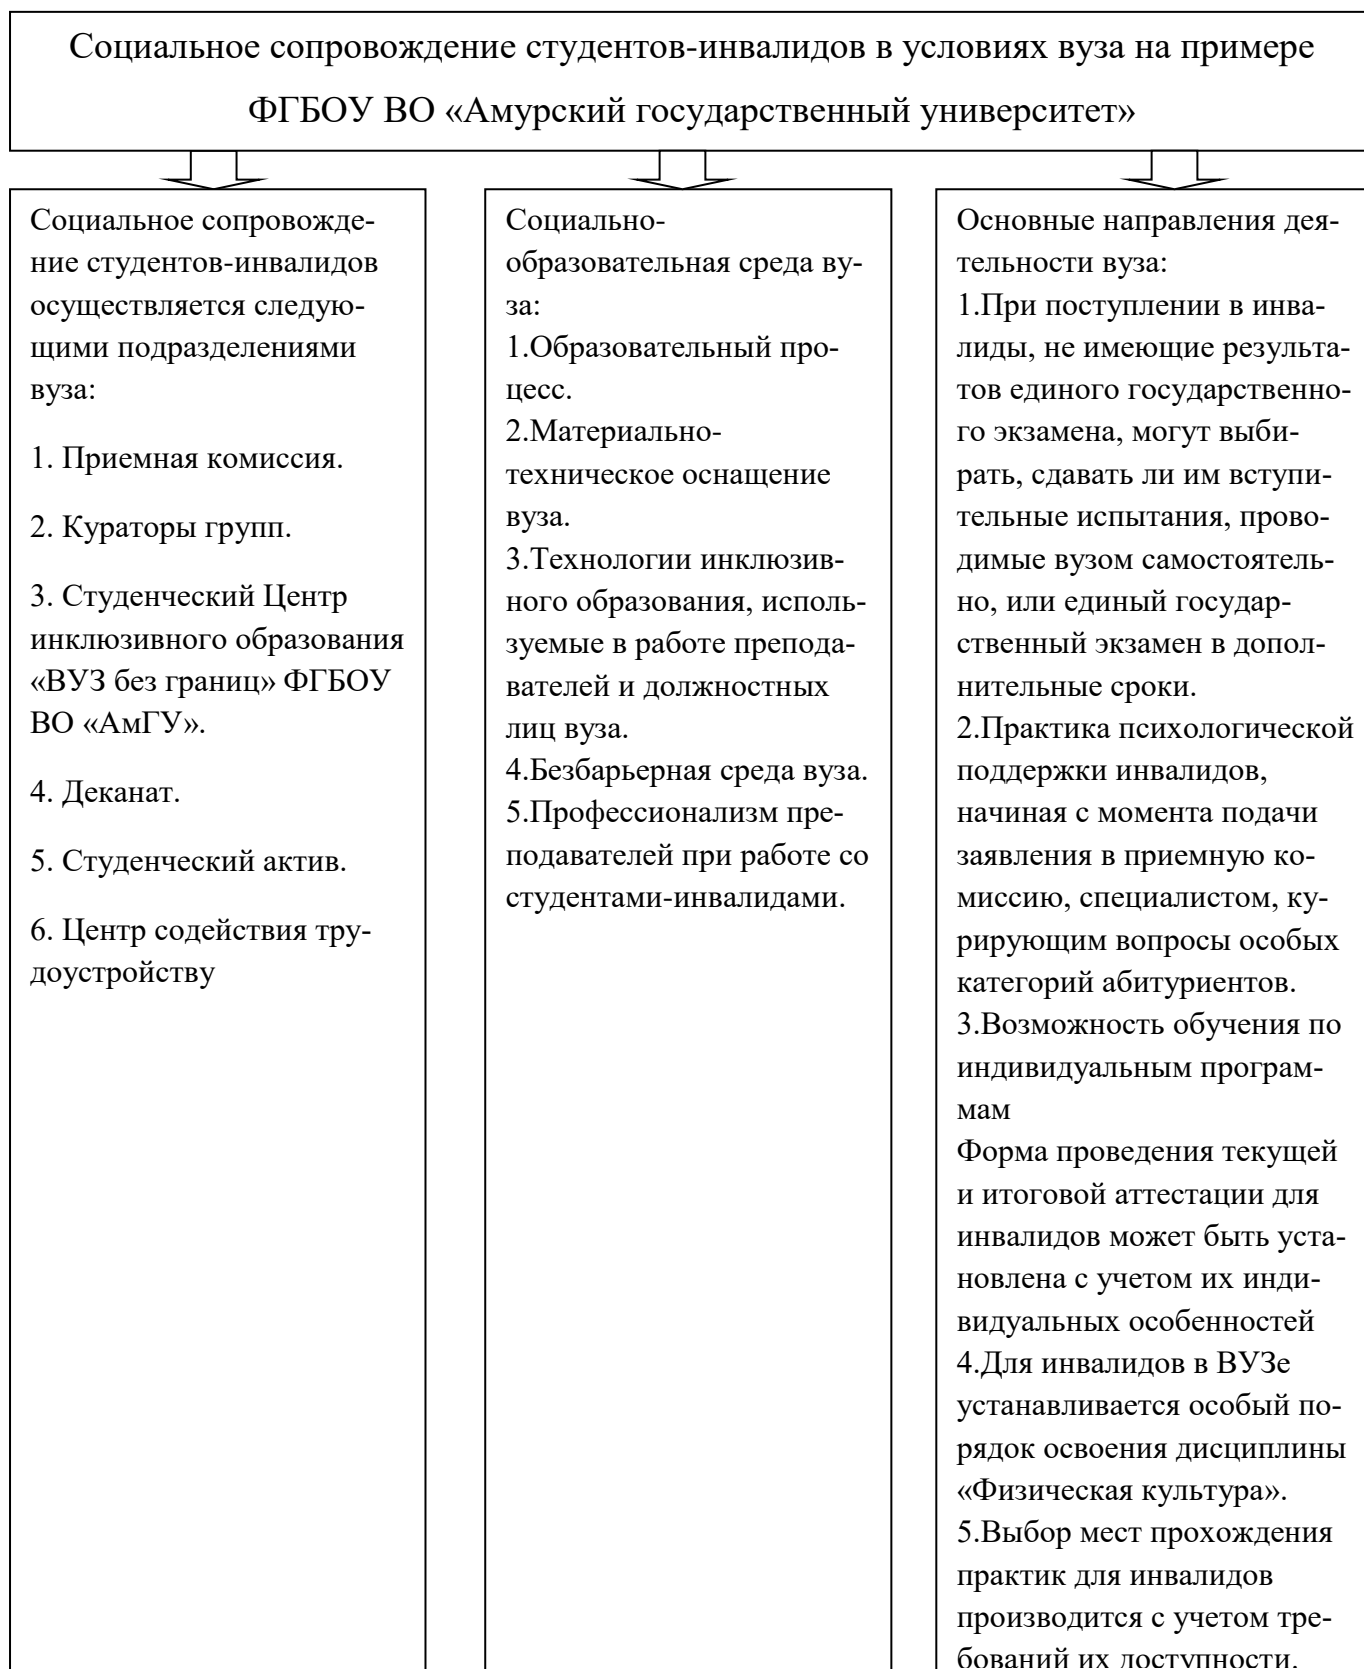 Социальное сопровождение студентов-инвалидов в условиях вуза на примере
ФГБОУ ВО «Амурский государственный университет»
Социальное сопровожде-
ние студентов-инвалидов
осуществляется следую-
щими подразделениями
вуза:
1. Приемная комиссия.
2. Кураторы групп.
3. Студенческий Центр
инклюзивного образования
«ВУЗ без границ» ФГБОУ
ВО «АмГУ».
4. Деканат.
5. Студенческий актив.
6. Центр содействия тру-
доустройству
Социально-
образовательная среда ву-
за:
1.Образовательный про-
цесс.
2.Материально-
техническое оснащение
вуза.
3.Технологии инклюзив-
ного образования, исполь-
зуемые в работе препода-
вателей и должностных
лиц вуза.
4.Безбарьерная среда вуза.
5.Профессионализм пре-
подавателей при работе со
студентами-инвалидами.
Основные направления дея-
тельности вуза:
1.При поступлении в инва-
лиды, не имеющие результа-
тов единого государственно-
го экзамена, могут выби-
рать, сдавать ли им вступи-
тельные испытания, прово-
димые вузом самостоятель-
но, или единый государ-
ственный экзамен в допол-
нительные сроки.
2.Практика психологической
поддержки инвалидов,
начиная с момента подачи
заявления в приемную ко-
миссию, специалистом, ку-
рирующим вопросы особых
категорий абитуриентов.
3.Возможность обучения по
индивидуальным програм-
мам
Форма проведения текущей
и итоговой аттестации для
инвалидов может быть уста-
новлена с учетом их инди-
видуальных особенностей
4.Для инвалидов в ВУЗе
устанавливается особый по-
рядок освоения дисциплины
«Физическая культура».
5.Выбор мест прохождения
практик для инвалидов
производится с учетом тре-
бований их доступности.